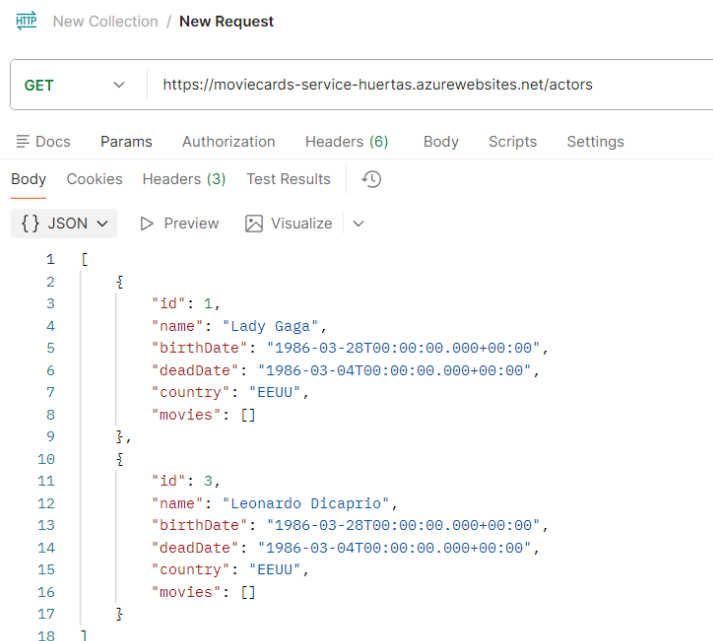 HTTP New Collection / New Request
GET https://moviecards-service-huertas.azurewebsites.net/actors
Docs Params Authorization Headers (6) Body Scripts Settings
Body Cookies Headers (3) Test Results
{} JSON Preview Visualize
1 [
2 {
3 "id": 1,
4 "name": "Lady Gaga",
5 "birthDate": "1986-03-28T00:00:00.000+00:00",
6 "deadDate": "1986-03-04T00:00:00.000+00:00",
7 "country": "EEUU",
8 "movies": []
9 },
10 {
11 "id": 3,
12 "name": "Leonardo Dicaprio",
13 "birthDate": "1986-03-28T00:00:00.000+00:00",
14 "deadDate": "1986-03-04T00:00:00.000+00:00",
15 "country": "EEUU",
16 "movies": []
17 }
18 ]